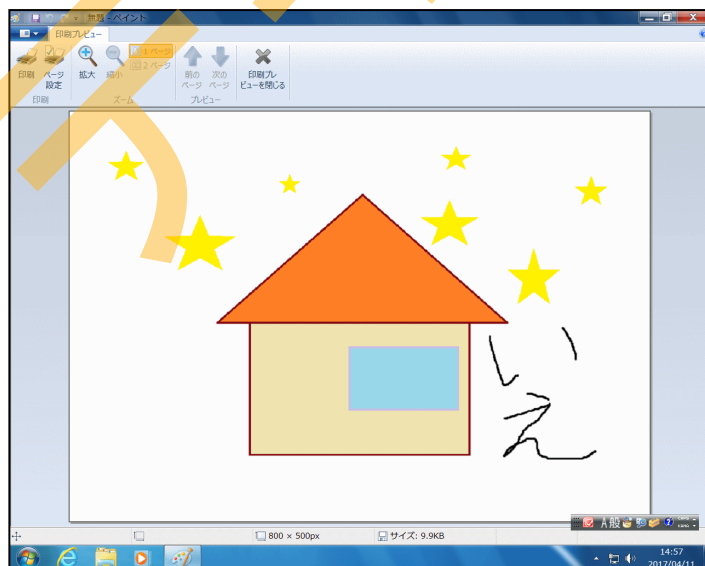 無題 - ペイント
印刷プレビュー
印刷
ページ設定
拡大
縮小
1 ページ
2 ページ
前のページ
次のページ
印刷プレビューを閉じる
印刷
ズーム
プレビュー
いえ
A 般
800 × 500px
サイズ: 9.9KB
14:57
2017/04/11